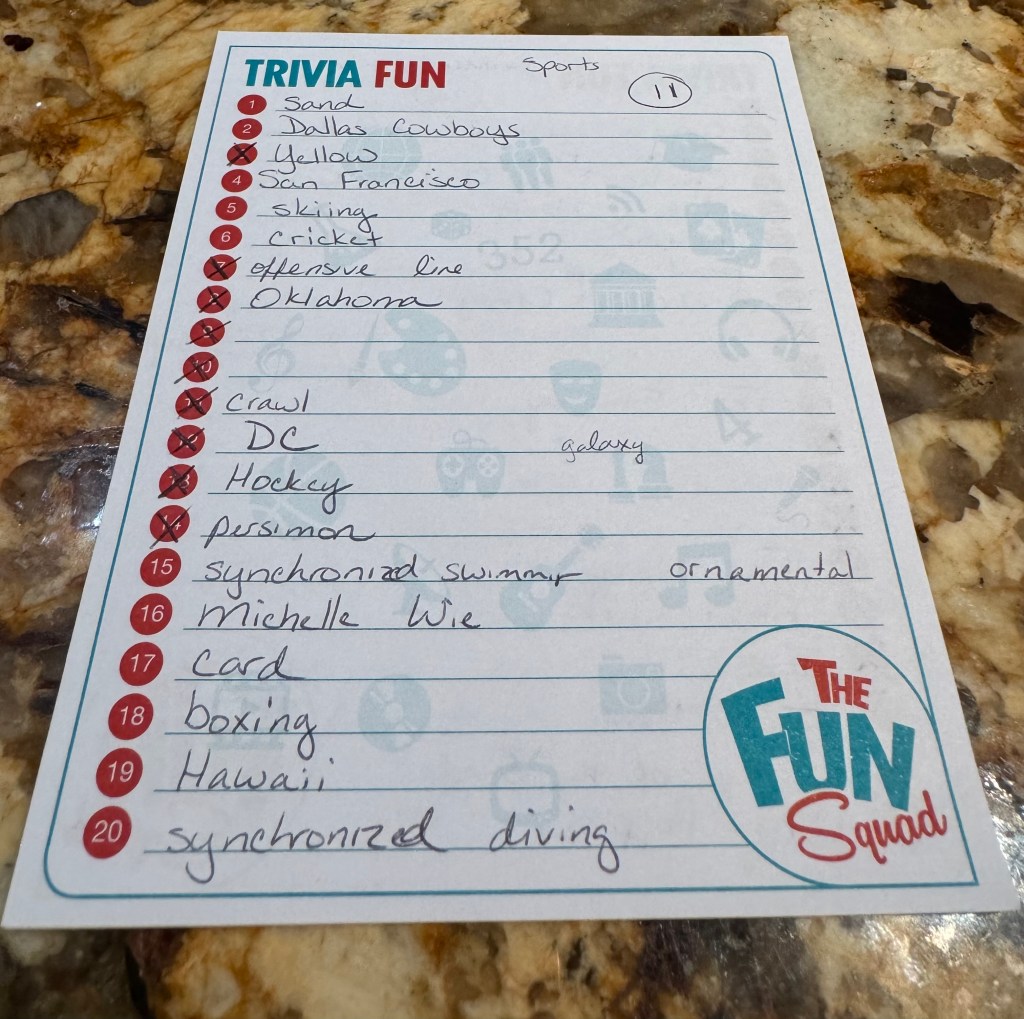 TRIVIA FUN Sports 11
1 Sand
2 Dallas Cowboys
3 Yellow
4 San Francisco
5 skiing
6 cricket
7 offensive line
8 Oklahoma
9
10
11 crawl
12 DC galaxy
13 Hockey
14 persimon
15 synchronized swimmir ornamental
16 Michelle Wie
17 card
18 boxing
19 Hawaii
20 synchronized diving
THE
FUN
Squad
352
4